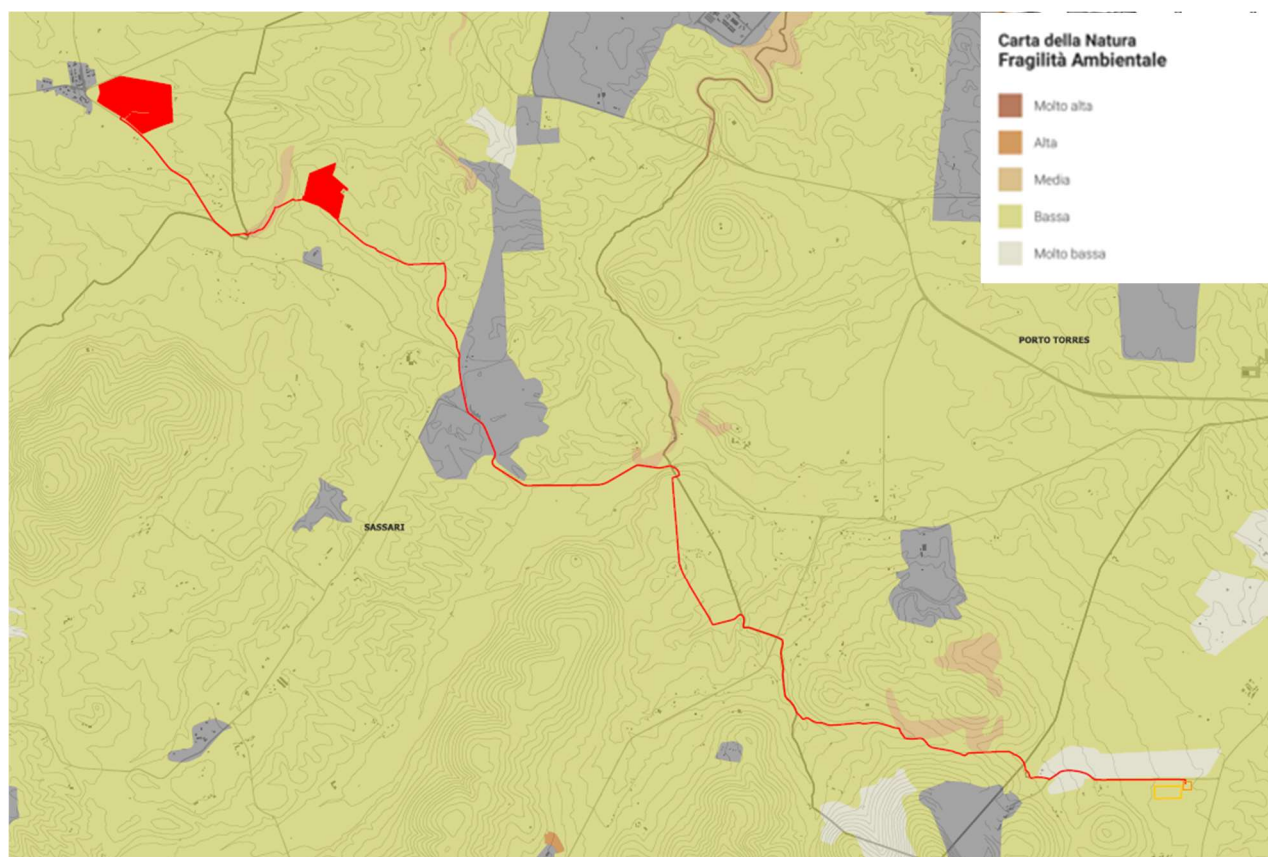 Carta della Natura
Fragilità Ambientale
Molto alta
Alta
Media
Bassa
Molto bassa
PORTO TORRES
SASSARI